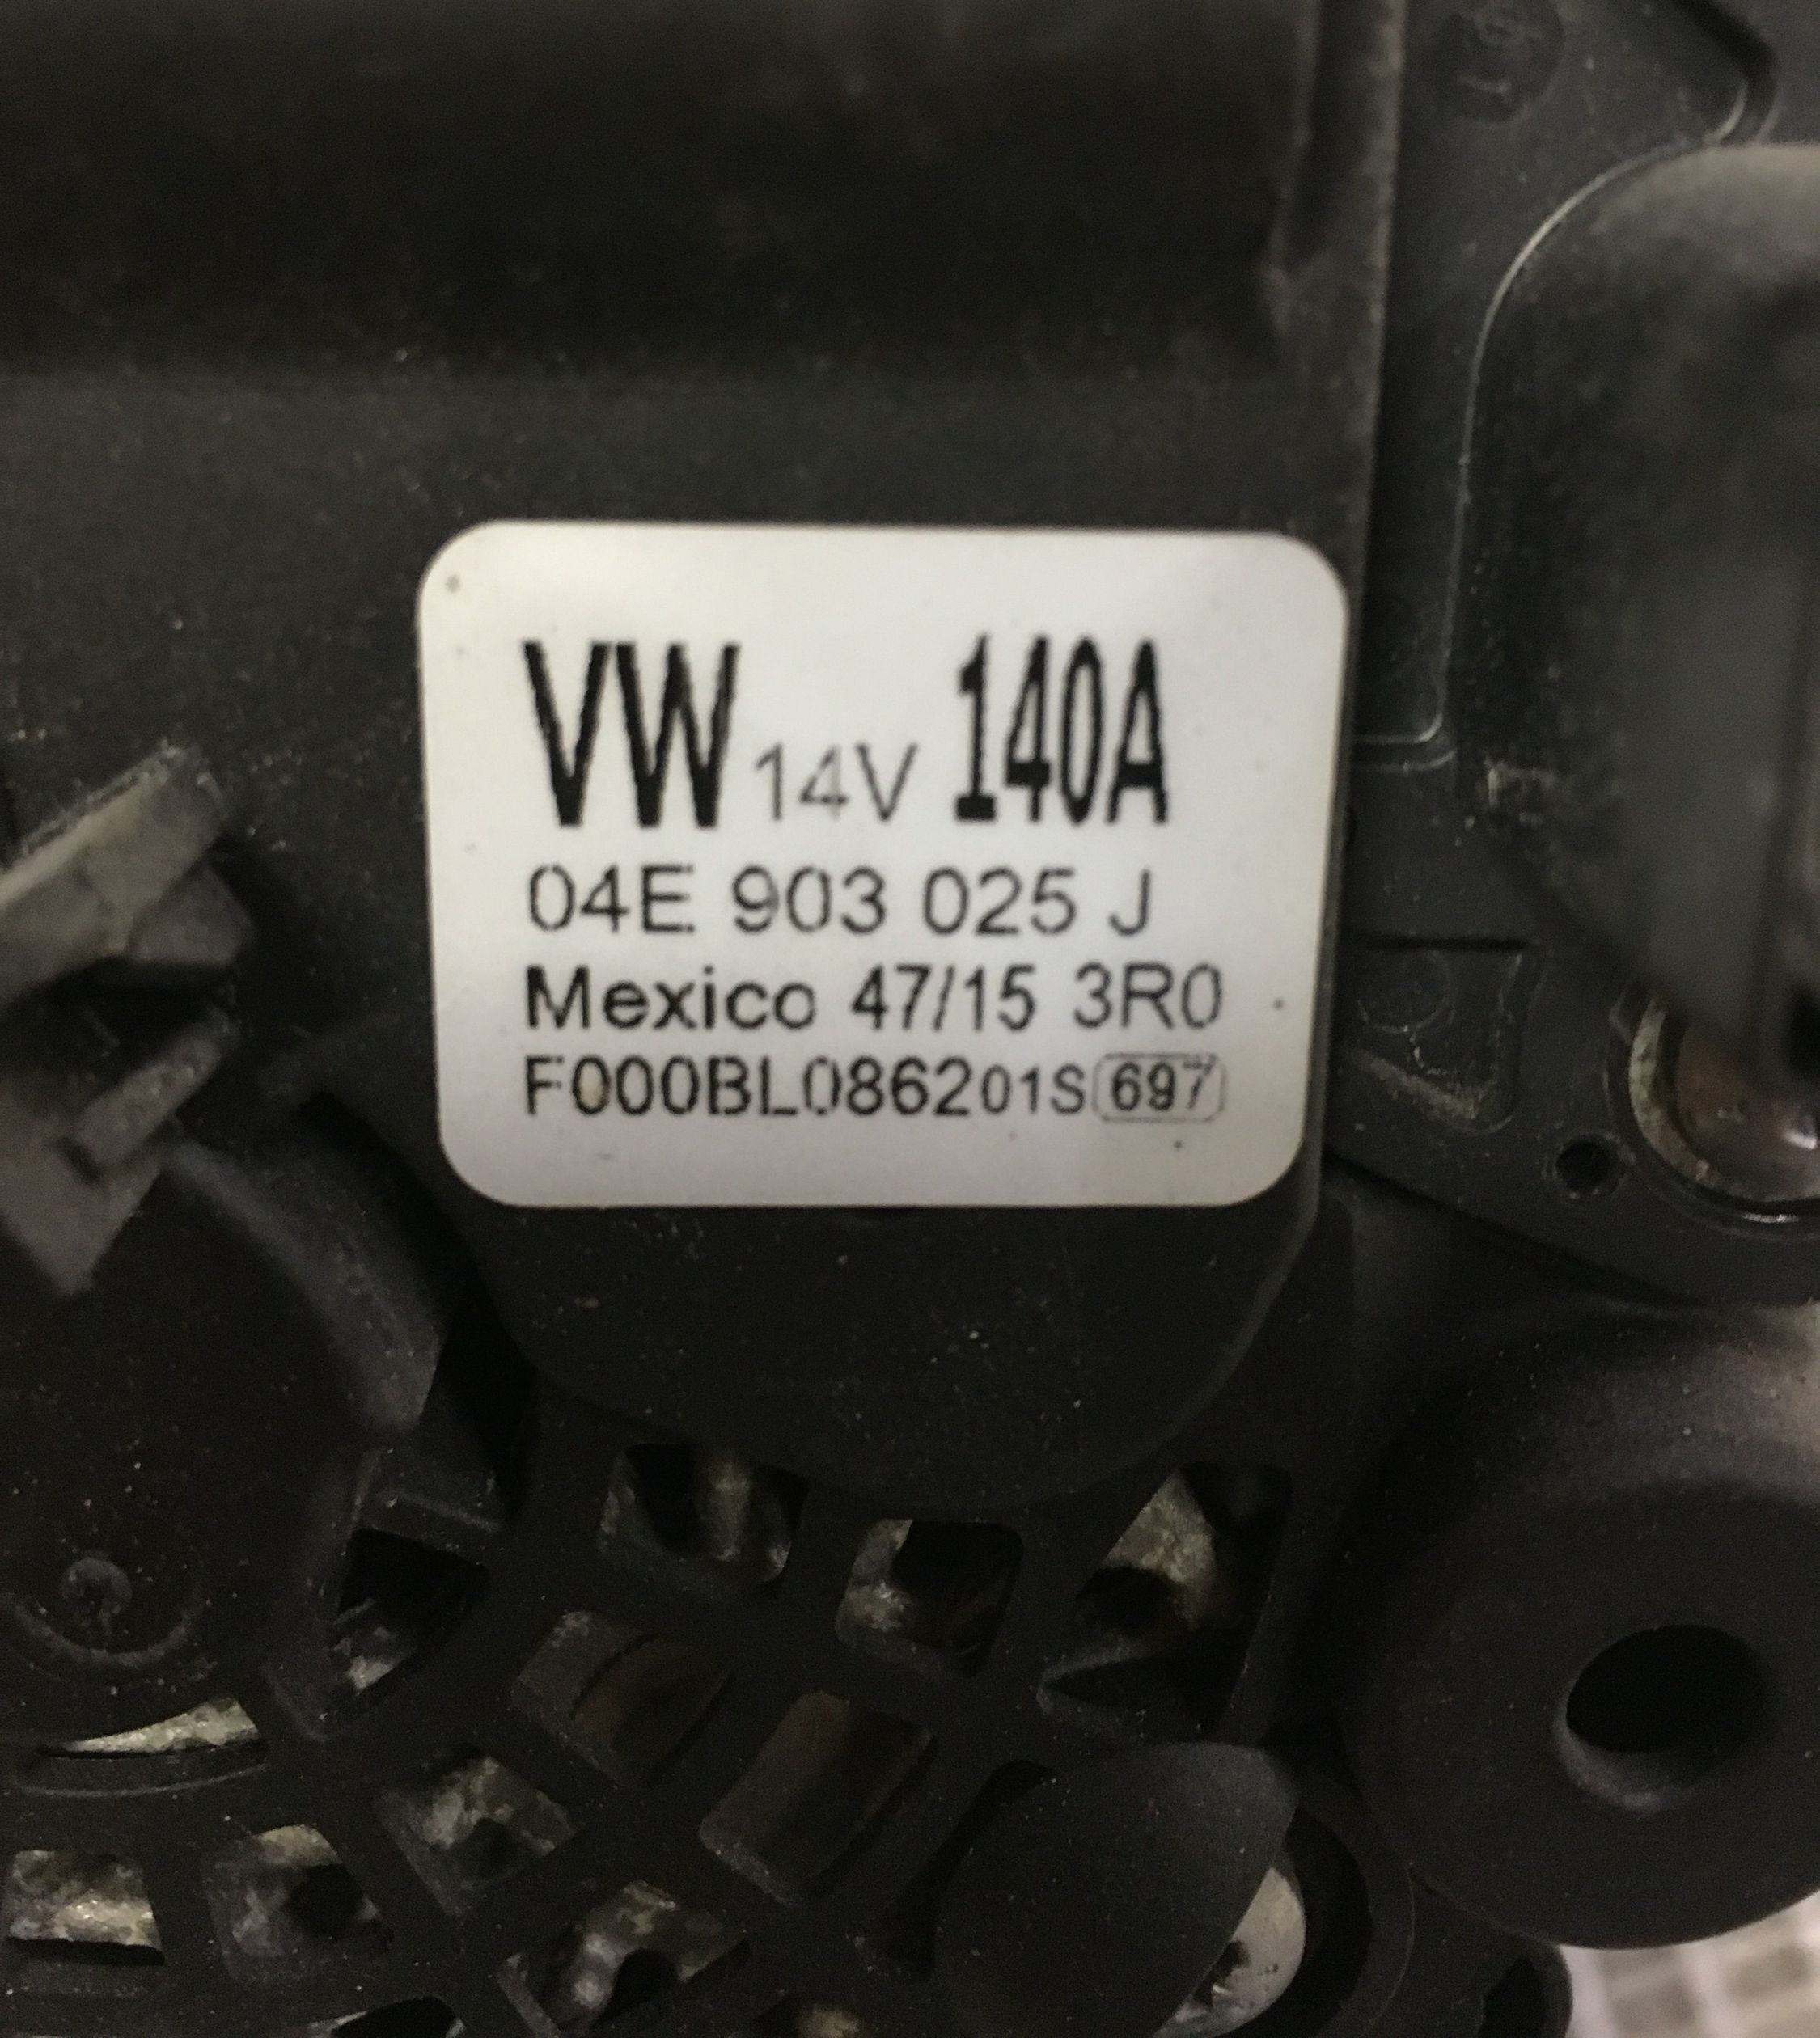 VW 14V 140A
04E 903 025 J
Mexico 47/15 3R0
F000BL086201S 697